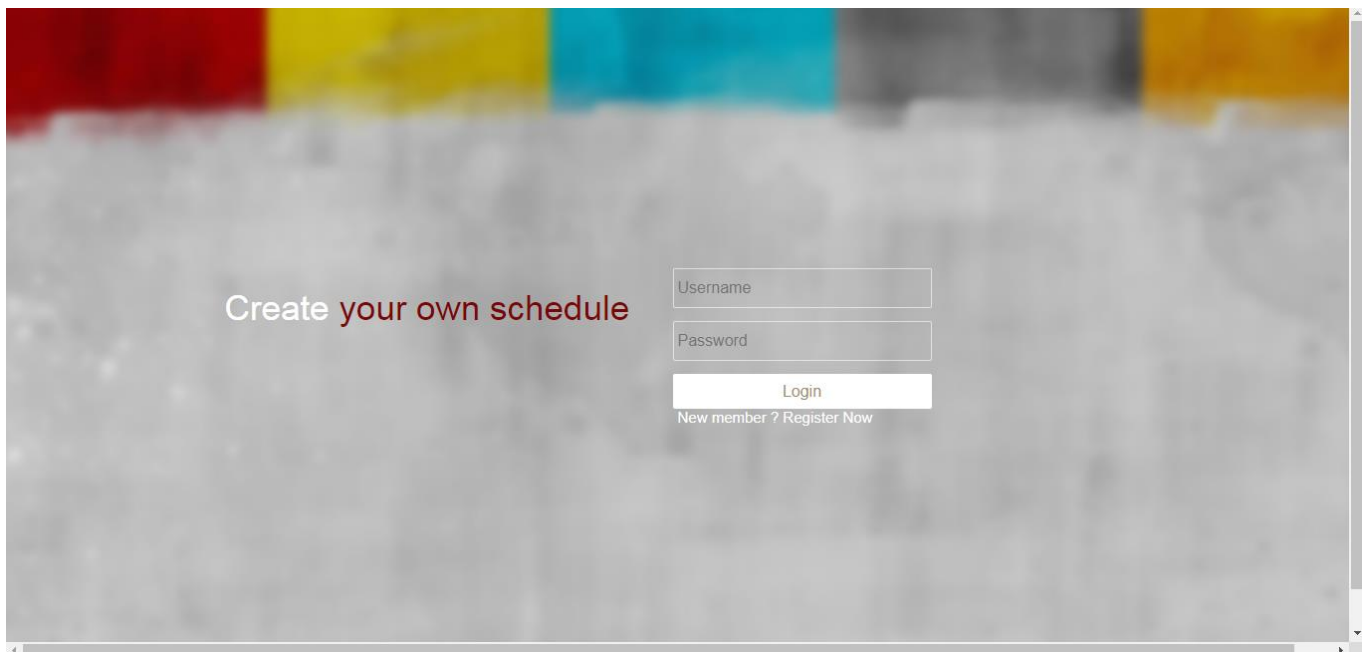 Create your own schedule
Username
Password
Login
New member ? Register Now